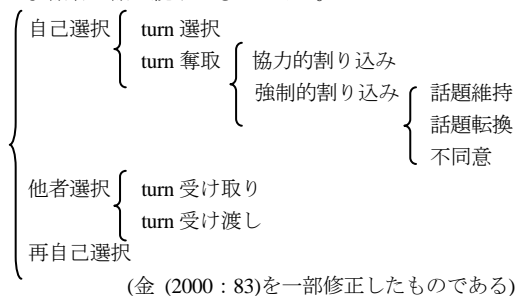 自己選択 turn 選択
turn 奪取 協力的割り込み
強制的割り込み 話題維持
話題転換
不同意
他者選択 turn 受け取り
turn 受け渡し
再自己選択
(金 (2000：83)を一部修正したものである)